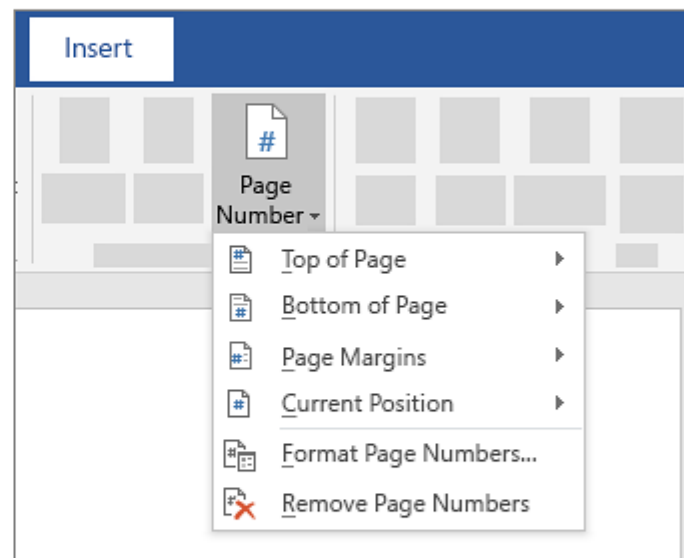 Insert
Page
Number
Top of Page
Bottom of Page
Page Margins
Current Position
Format Page Numbers...
Remove Page Numbers